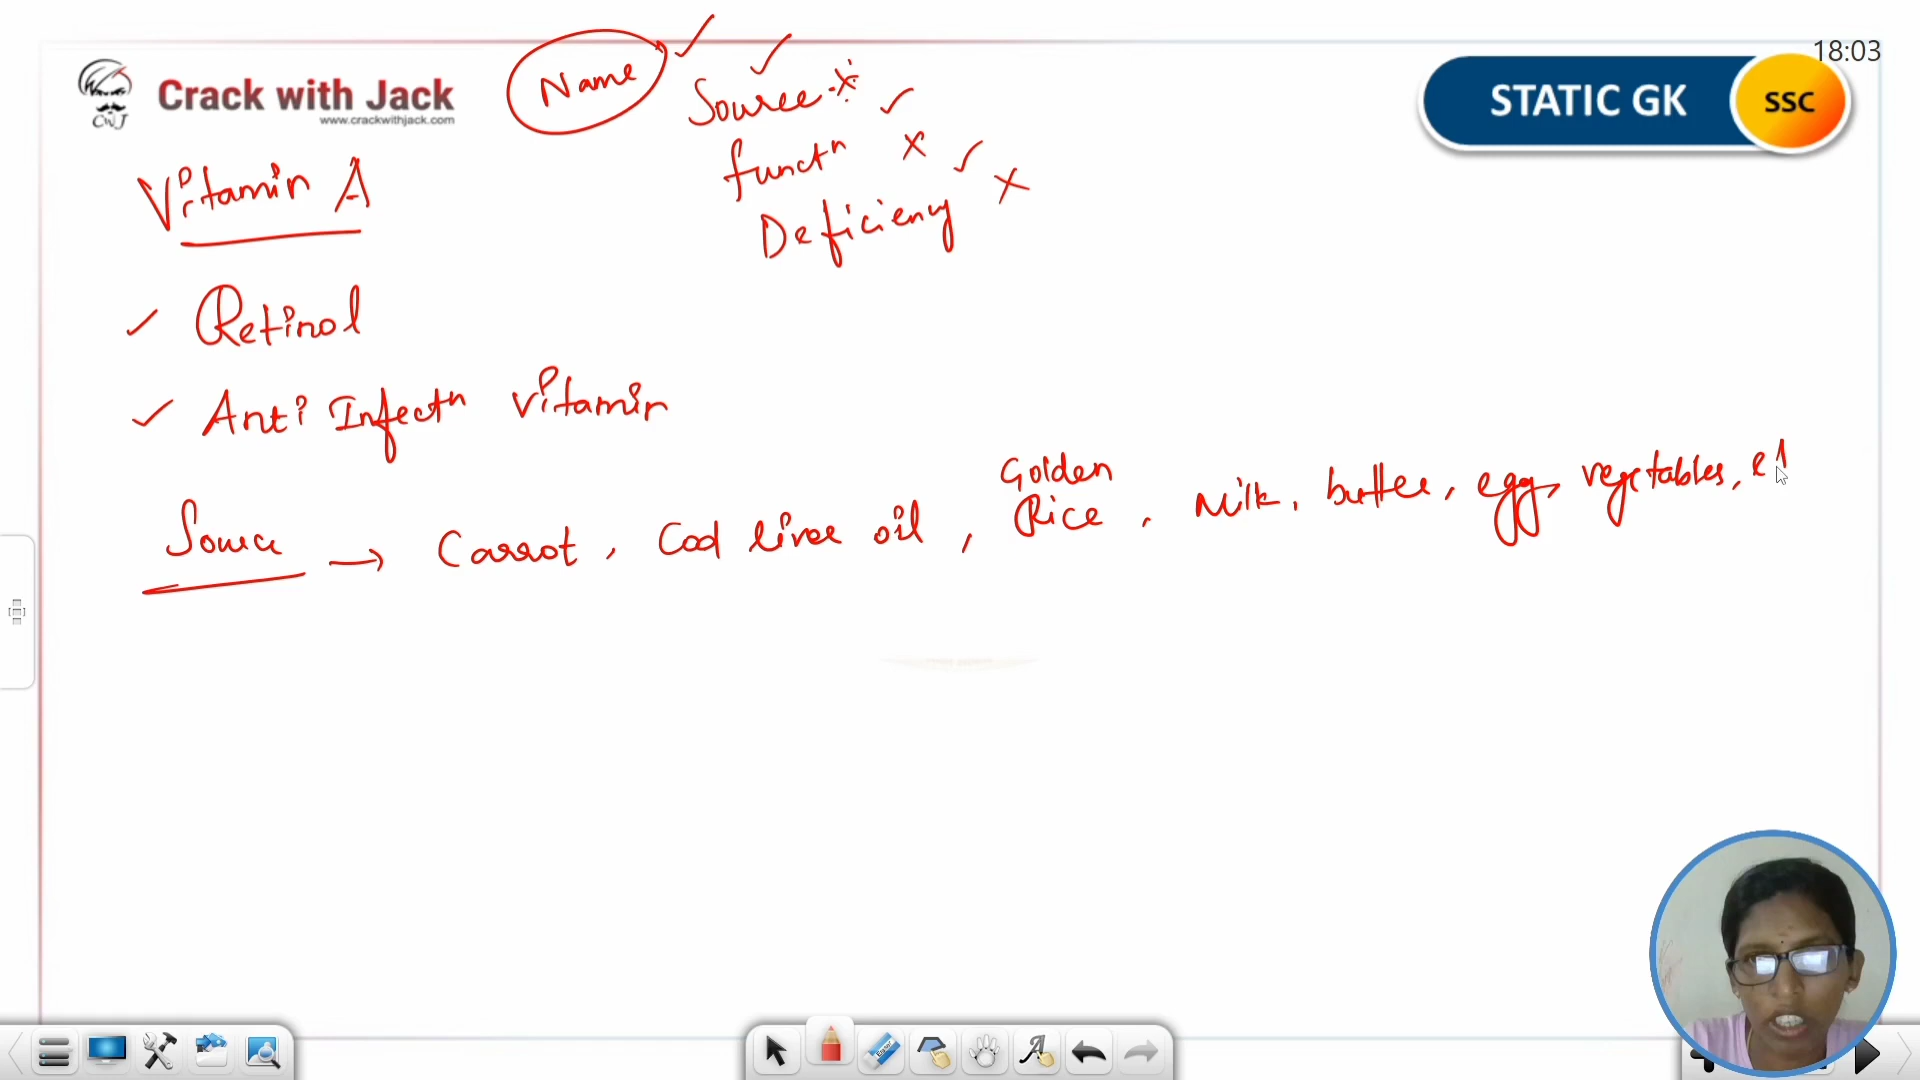 18:03
Crack with Jack
www.crackwithjack.com
CWJ
STATIC GK
SSC
Name ✓
Source ✓
functn x ✓
Deficiency ✓ x
Vitamin A
✓ Retinol
✓ Anti Infectn vitamin
Source → Carrot, Cod liver oil, Golden Rice, Milk, butter, egg, vegetables,